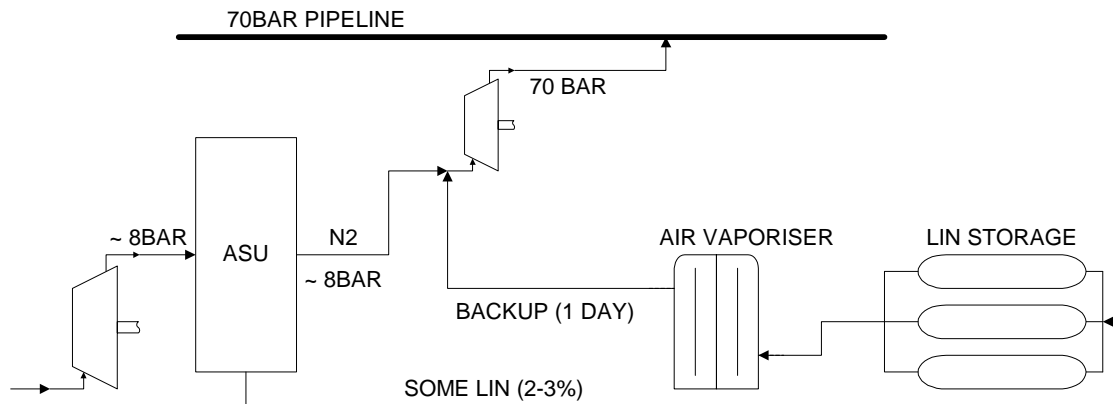 70BAR PIPELINE
70 BAR
~ 8BAR
ASU
N2
~ 8BAR
AIR VAPORISER
LIN STORAGE
BACKUP (1 DAY)
SOME LIN (2-3%)